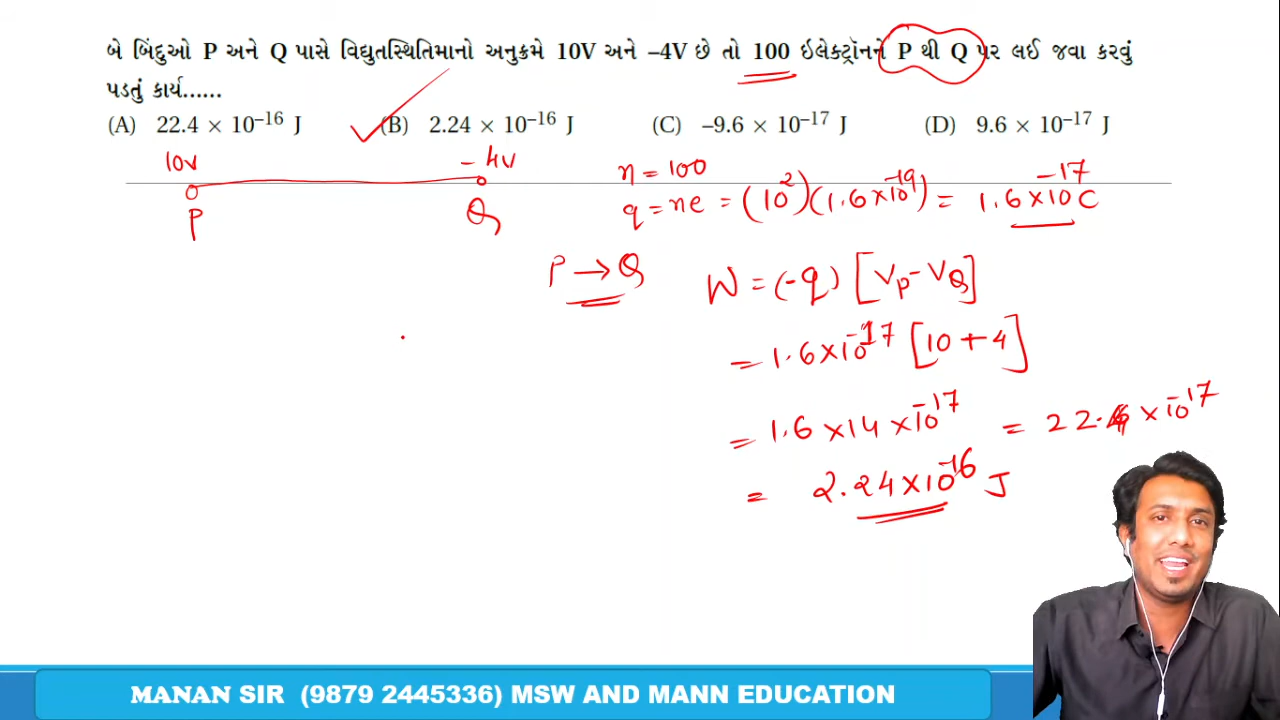 બે બિંદુઓ P અને Q પાસે વિદ્યુતસ્થિતિમાનો અનુક્રમે 10V અને –4V છે તો 100 ઇલેક્ટ્રૉનને P થી Q પર લઈ જવા કરવું
પડતું કાર્ય......
(A) 22.4 × 10⁻¹⁶ J (B) 2.24 × 10⁻¹⁶ J (C) –9.6 × 10⁻¹⁷ J (D) 9.6 × 10⁻¹⁷ J
10V – 4V
P Q
n = 100
q = ne = (10²)(1.6×10⁻¹⁹) = 1.6×10⁻¹⁷ C
P → Q W = (-q) [Vp - VQ]
= 1.6×10⁻¹⁷ [10 + 4]
= 1.6 × 14 × 10⁻¹⁷ = 22.4 × 10⁻¹⁷
= 2.24×10⁻¹⁶ J
MANAN SIR (9879 2445336) MSW AND MANN EDUCATION